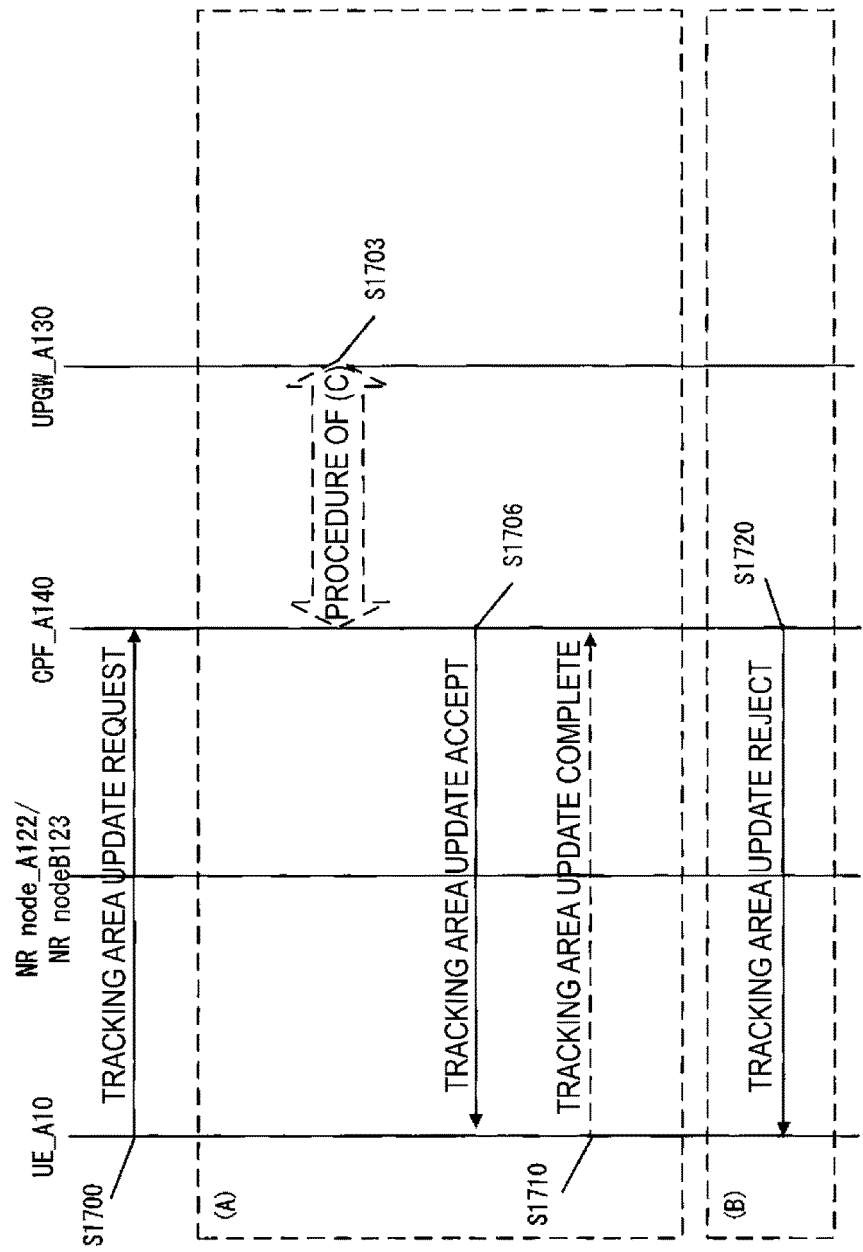 UE_A10
NR node_A122/
NR nodeB123
CPF_A140
UPGW_A130
S1700
TRACKING AREA UPDATE REQUEST
(A)
PROCEDURE OF (C)
S1703
TRACKING AREA UPDATE ACCEPT
S1706
S1710
TRACKING AREA UPDATE COMPLETE
(B)
TRACKING AREA UPDATE REJECT
S1720